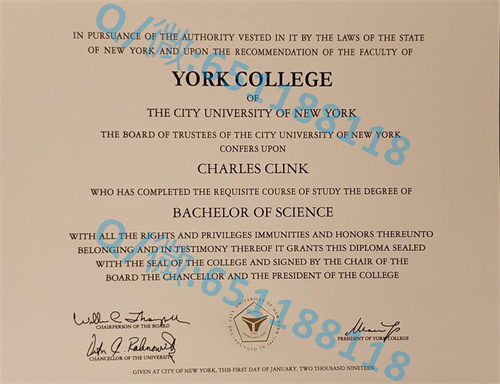 IN PURSUANCE OF THE AUTHORITY VESTED IN IT BY THE LAWS OF THE STATE
OF NEW YORK AND UPON THE RECOMMENDATION OF THE FACULTY OF
YORK COLLEGE
OF
THE CITY UNIVERSITY OF NEW YORK
THE BOARD OF TRUSTEES OF THE CITY UNIVERSITY OF NEW YORK
CONFERS UPON
CHARLES CLINK
WHO HAS COMPLETED THE REQUISITE COURSE OF STUDY THE DEGREE OF
BACHELOR OF SCIENCE
WITH ALL THE RIGHTS AND PRIVILEGES IMMUNITIES AND HONORS THEREUNTO
BELONGING AND IN TESTIMONY THEREOF IT GRANTS THIS DIPLOMA SEALED
WITH THE SEAL OF THE COLLEGE AND SIGNED BY THE CHAIR OF THE
BOARD THE CHANCELLOR AND THE PRESIDENT OF THE COLLEGE
CHAIRPERSON OF THE BOARD
CHANCELLOR OF THE UNIVERSITY
PRESIDENT OF YORK COLLEGE
GIVEN AT CITY OF NEW YORK, THIS FIRST DAY OF JANUARY, TWO THOUSAND NINETEEN
Q/微:651188118
Q/微:651188118